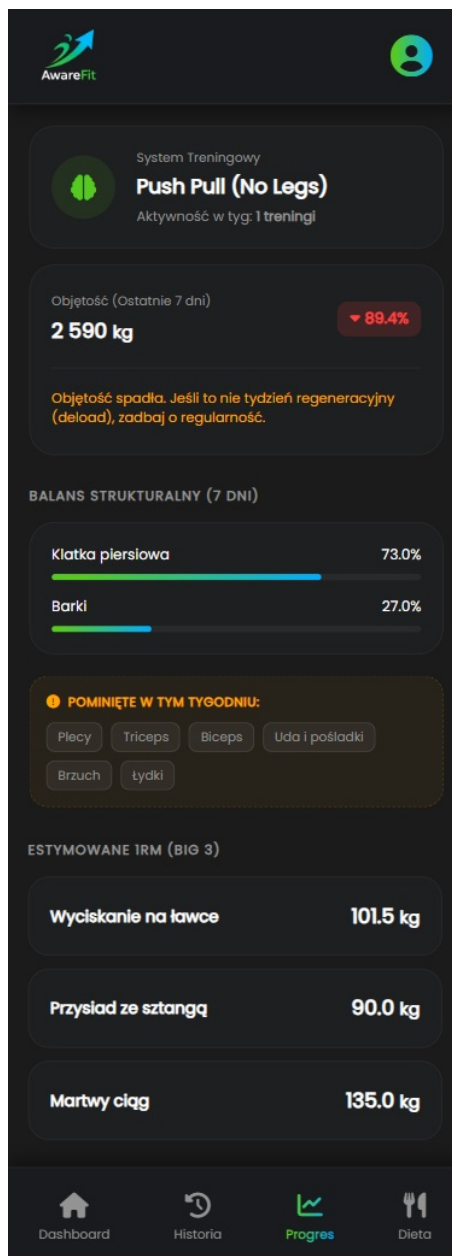 AwareFit
System Treningowy
Push Pull (No Legs)
Aktywność w tyg: 1 treningi
Objętość (Ostatnie 7 dni)
2 590 kg
89.4%
Objętość spadła. Jeśli to nie tydzień regeneracyjny
(deload), zadbaj o regularność.
BALANS STRUKTURALNY (7 DNI)
Klatka piersiowa 73.0%
Barki 27.0%
POMINIĘTE W TYM TYGODNIU:
Plecy Triceps Biceps Uda i pośladki
Brzuch Łydki
ESTYMOWANE 1RM (BIG 3)
Wyciskanie na ławce 101.5 kg
Przysiad ze sztangą 90.0 kg
Martwy ciąg 135.0 kg
Dashboard Historia Progres Dieta